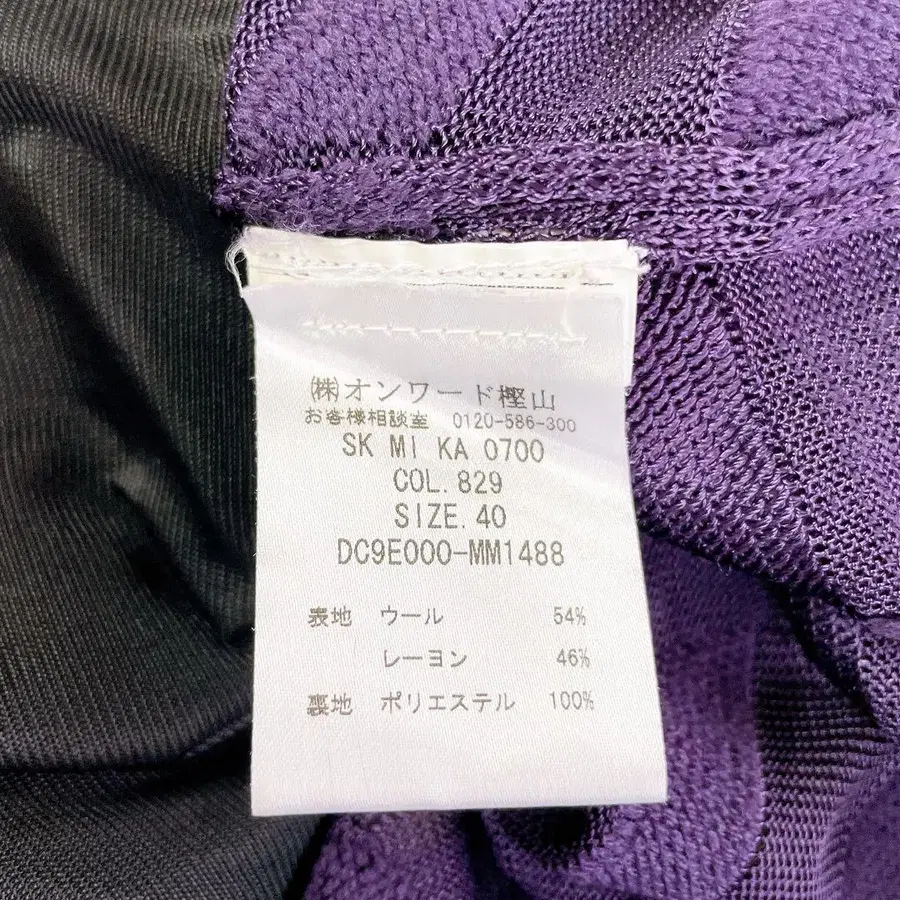 ㈱オンワード樫山
お客様相談室 0120-586-300
SK MI KA 0700
COL.829
SIZE.40
DC9E000-MM1488
表地 ウール 54%
レーヨン 46%
裏地 ポリエステル 100%